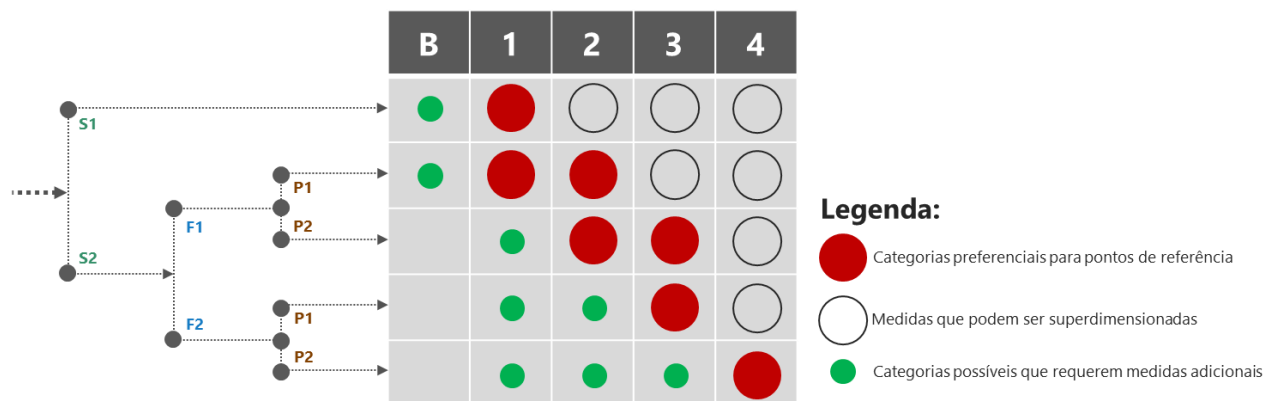 B 1 2 3 4
S1
P1
F1
P2
S2
P1
F2
P2
Legenda:
Categorias preferenciais para pontos de referência
Medidas que podem ser superdimensionadas
Categorias possíveis que requerem medidas adicionais